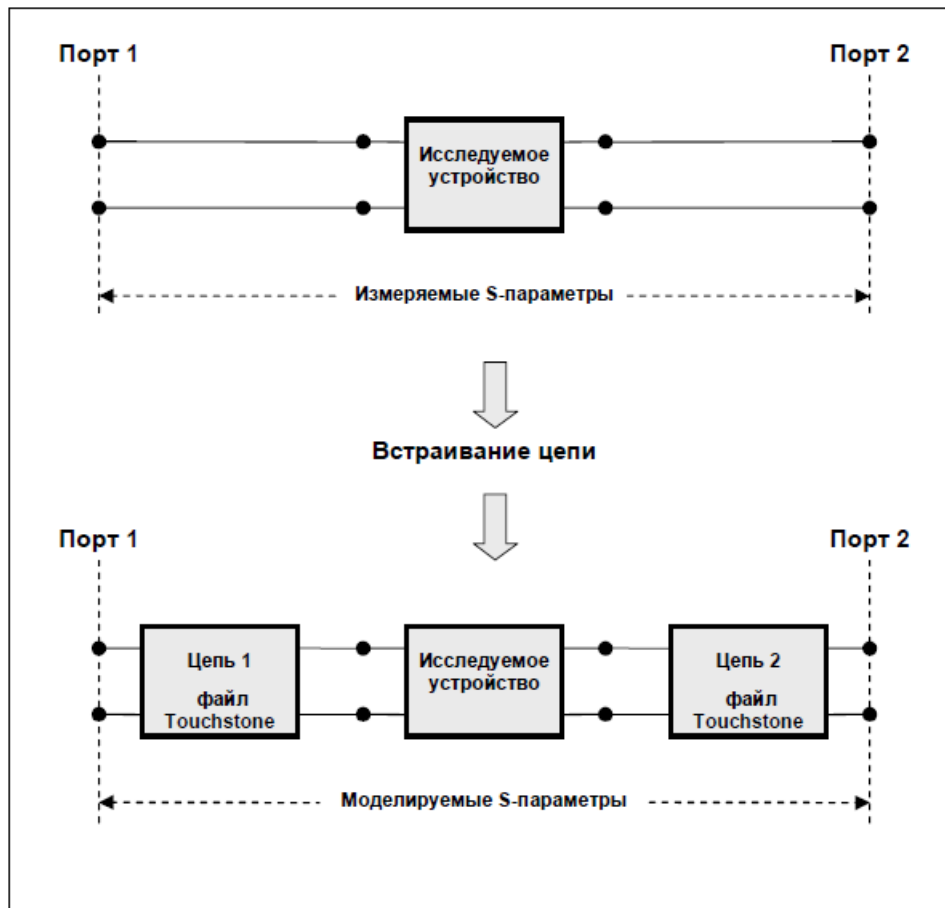 Порт 1
Порт 2
Исследуемое
устройство
Измеряемые S-параметры
Встраивание цепи
Порт 1
Порт 2
Цепь 1
файл
Touchstone
Исследуемое
устройство
Цепь 2
файл
Touchstone
Моделируемые S-параметры